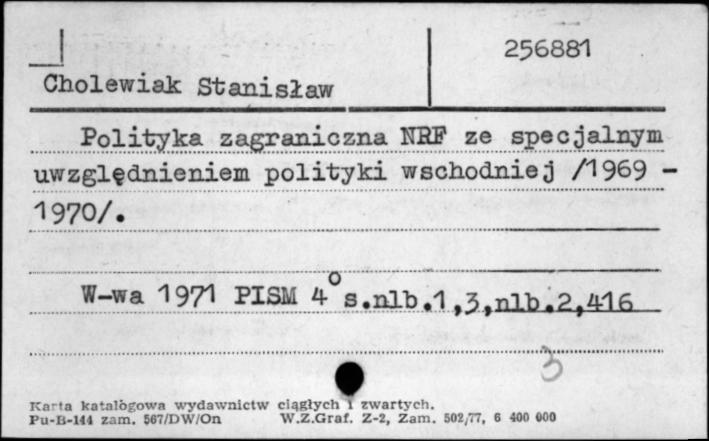 256881
Cholewiak Stanisław
Polityka zagraniczna NRF ze specjalnym
uwzględnieniem polityki wschodniej /1969 -
1970/.
W-wa 1971 PISM 4° s.nlb.1,3,nlb.2,416
3
Karta katalogowa wydawnictw ciągłych i zwartych.
Pu-B-144 zam. 567/DW/On W.Z.Graf. Z-2, Zam. 502/77, 6 400 000